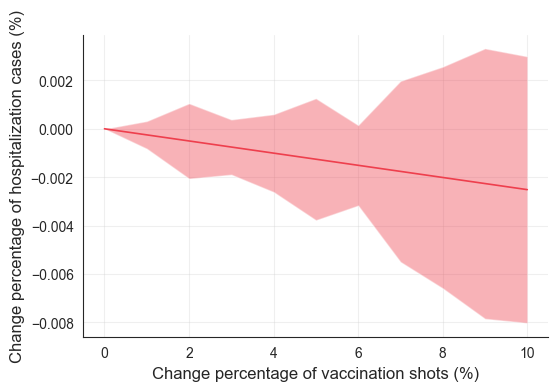 Change percentage of hospitalization cases (%)
0.002
0.000
−0.002
−0.004
−0.006
−0.008
0 2 4 6 8 10
Change percentage of vaccination shots (%)